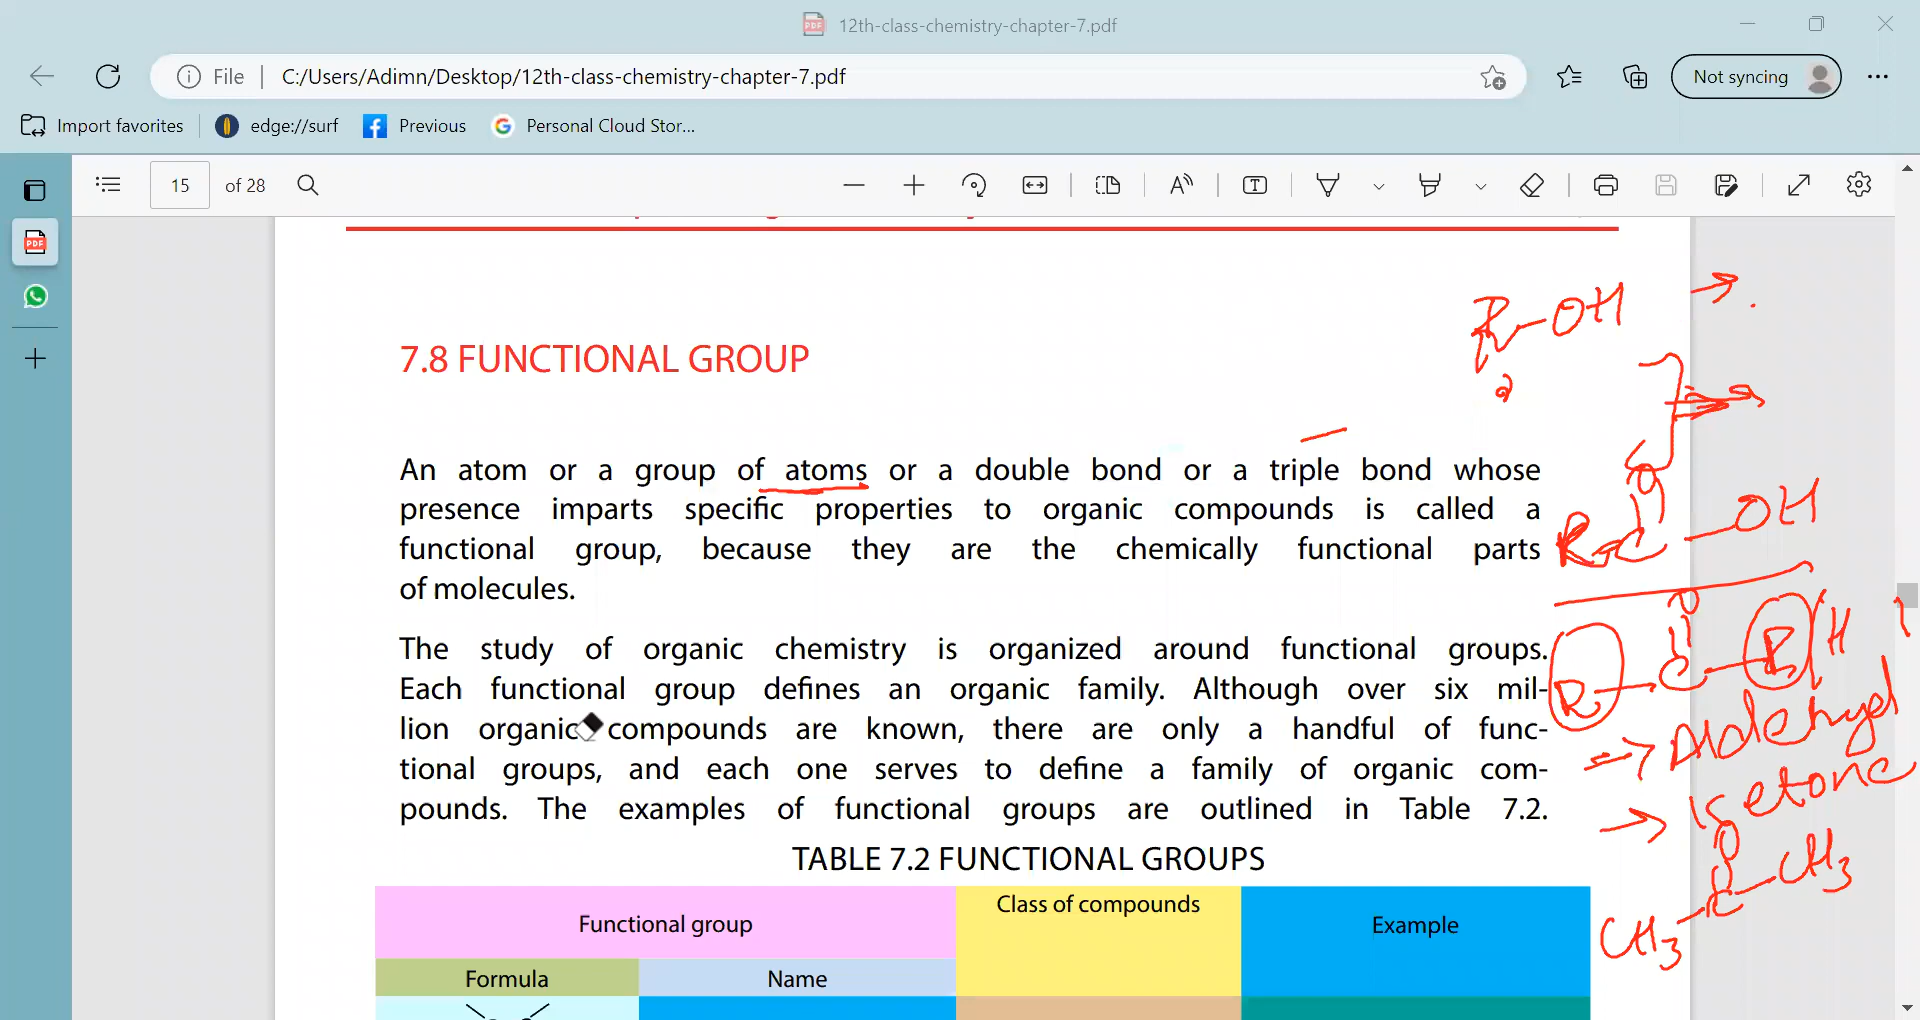 12th-class-chemistry-chapter-7.pdf
File
C:/Users/Adimn/Desktop/12th-class-chemistry-chapter-7.pdf
Not syncing
Import favorites
edge://surf
Previous
Personal Cloud Stor...
15 of 28
7.8 FUNCTIONAL GROUP
R-OH
An atom or a group of atoms or a double bond or a triple bond whose
presence imparts specific properties to organic compounds is called a
functional group, because they are the chemically functional parts
of molecules.
O
R-C-OH
The study of organic chemistry is organized around functional groups.
Each functional group defines an organic family. Although over six mil-
lion organic compounds are known, there are only a handful of func-
tional groups, and each one serves to define a family of organic com-
pounds. The examples of functional groups are outlined in Table 7.2.
O
R-C-R H
Aldehyd
Ketone
O
CH3-C-CH3
TABLE 7.2 FUNCTIONAL GROUPS
Functional group
Class of compounds
Example
Formula
Name